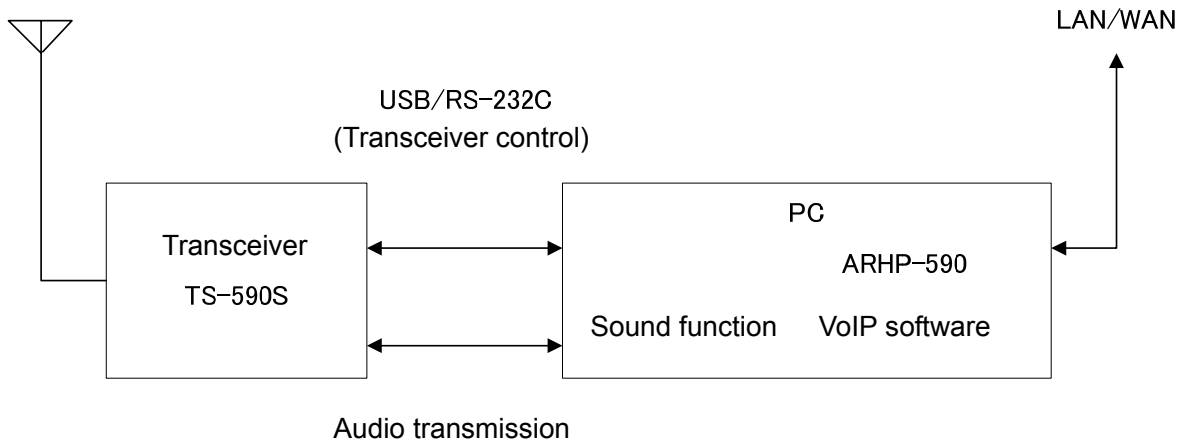 LAN/WAN
USB/RS-232C
(Transceiver control)
Transceiver
TS-590S
PC
ARHP-590
Sound function
VoIP software
Audio transmission